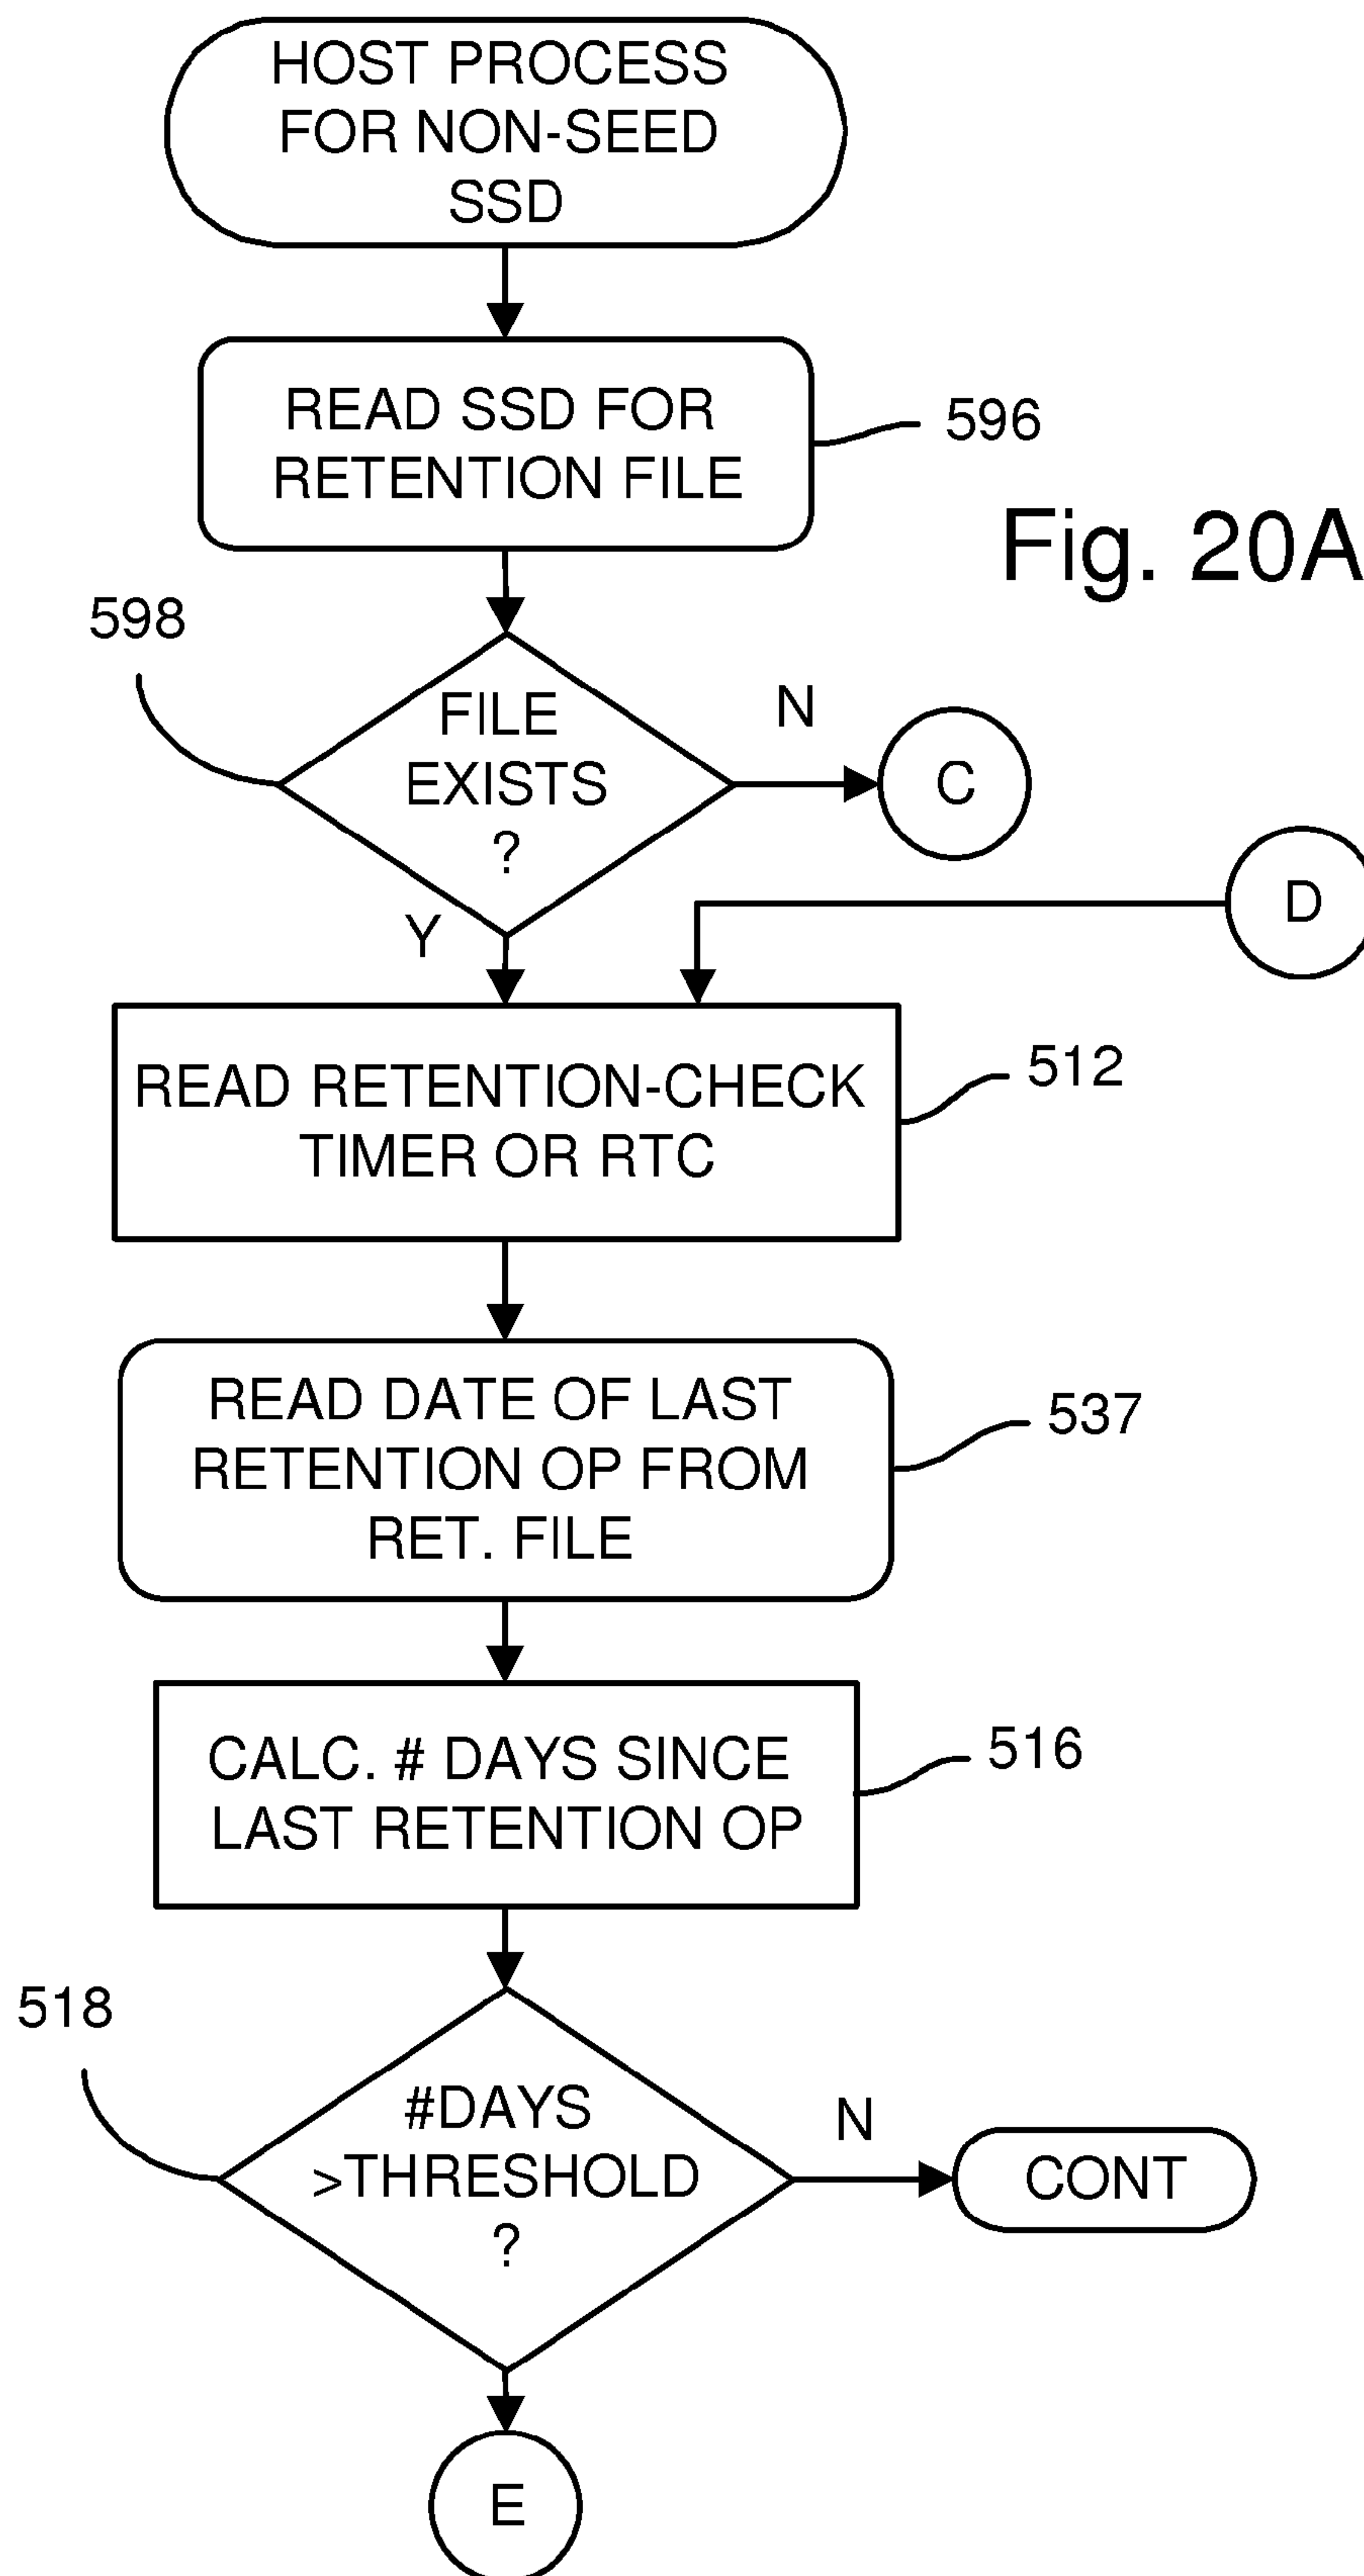 HOST PROCESS
FOR NON-SEED
SSD
READ SSD FOR
RETENTION FILE
596
Fig. 20A
598
FILE
EXISTS
?
N
C
D
Y
READ RETENTION-CHECK
TIMER OR RTC
512
READ DATE OF LAST
RETENTION OP FROM
RET. FILE
537
CALC. # DAYS SINCE
LAST RETENTION OP
516
518
#DAYS
>THRESHOLD
?
N
CONT
E